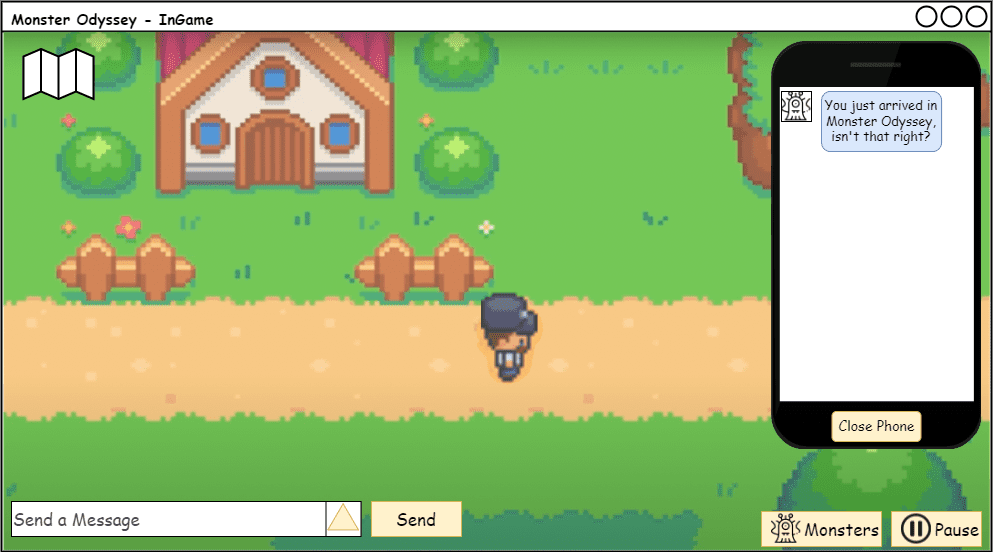 Monster Odyssey - InGame
You just arrived in
Monster Odyssey,
isn't that right?
Close Phone
Send a Message
Send
Monsters
Pause